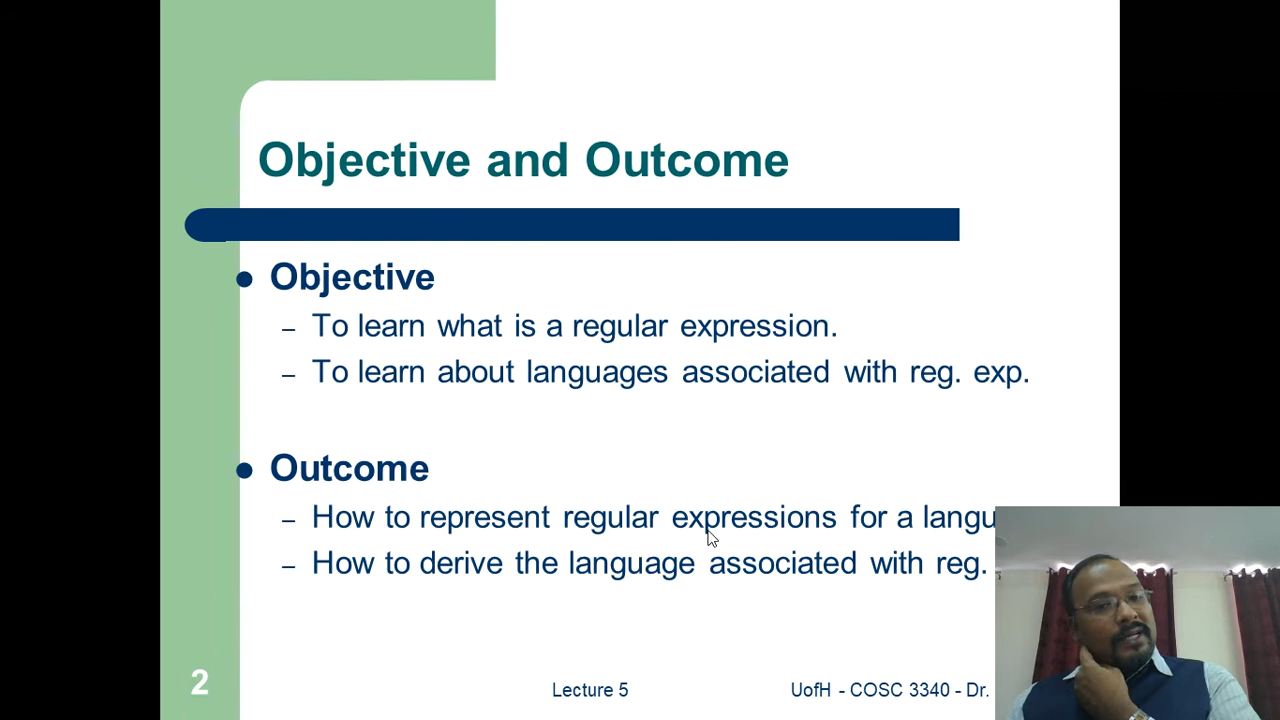 Objective and Outcome
Objective
– To learn what is a regular expression.
– To learn about languages associated with reg. exp.
Outcome
– How to represent regular expressions for a langu
– How to derive the language associated with reg.
2
Lecture 5
UofH - COSC 3340 - Dr.